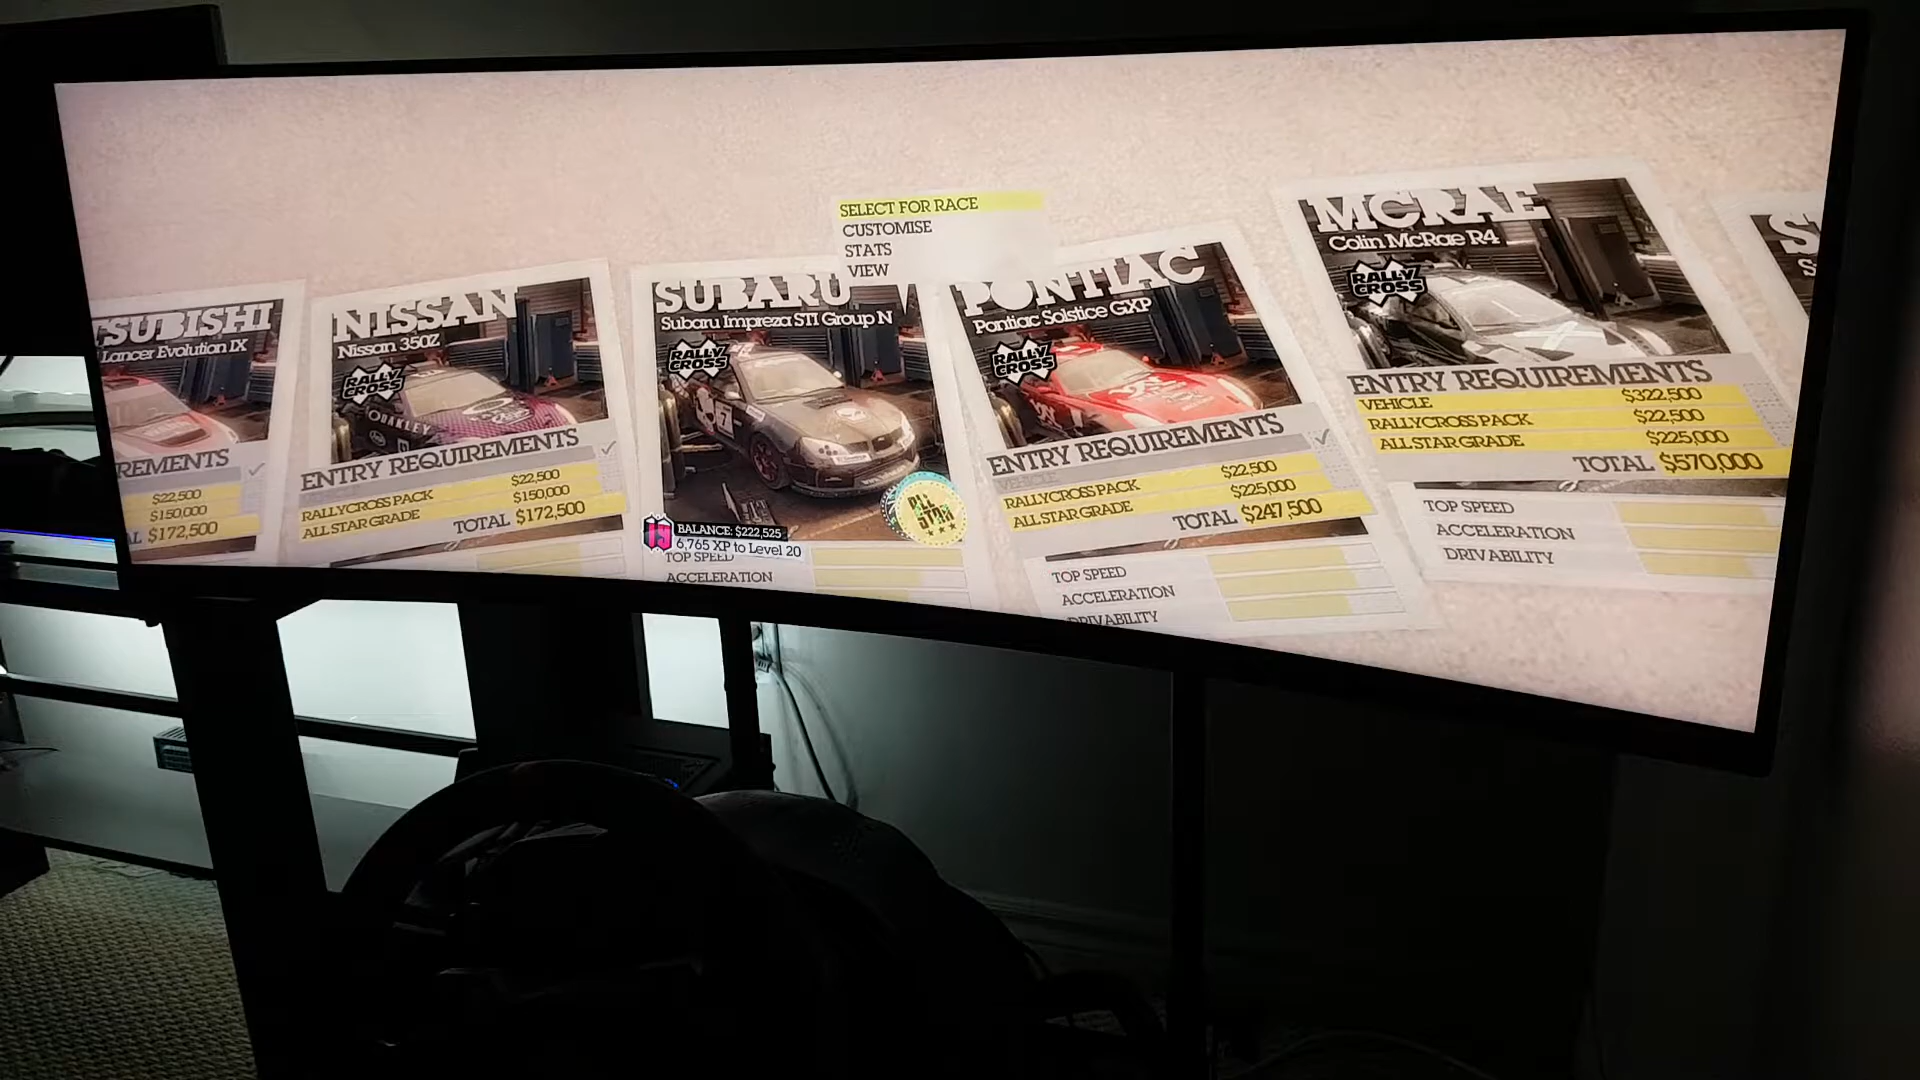 SELECT FOR RACE
CUSTOMISE
STATS
VIEW
TSUBISHI
Lancer Evolution IX
REMENTS
$22,500
$150,000
$172,500
NISSAN
Nissan 350Z
RALLY
CROSS
OAKLEY
ENTRY REQUIREMENTS
VEHICLE
RALLYCROSS PACK $22,500
ALL STAR GRADE $150,000
TOTAL $172,500
SUBARU
Subaru Impreza STI Group N
RALLY
CROSS
7
ALL
STAR
19
BALANCE: $222,525
6,765 XP to Level 20
TOP SPEED
ACCELERATION
PONTIAC
Pontiac Solstice GXP
RALLY
CROSS
ENTRY REQUIREMENTS
VEHICLE
RALLYCROSS PACK $22,500
ALL STAR GRADE $225,000
TOTAL $247,500
TOP SPEED
ACCELERATION
DRIVABILITY
MCRAE
Colin McRae R4
RALLY
CROSS
ENTRY REQUIREMENTS
VEHICLE $322,500
RALLYCROSS PACK $22,500
ALL STAR GRADE $225,000
TOTAL $570,000
TOP SPEED
ACCELERATION
DRIVABILITY